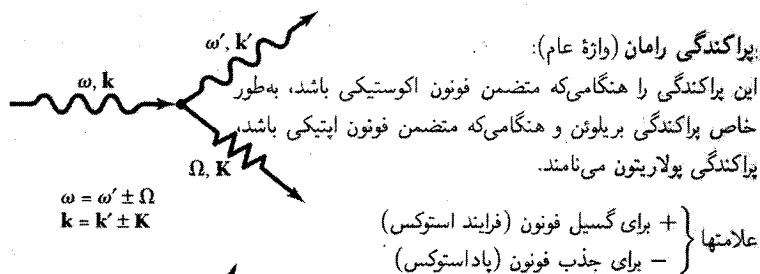 پراکندگی رامان (واژهٔ عام):
این پراکندگی را هنگامی‌که متضمن فونون اکوستیکی باشد، به‌طور
خاص پراکندگی بریلوئن و هنگامی‌که متضمن فونون اپتیکی باشد،
پراکندگی پولاریتون می‌نامند.
علامتها
+ برای گسیل فونون (فرایند استوکس)
− برای جذب فونون (پاداستوکس)
ω, k
ω′, k′
Ω, K
ω = ω′ ± Ω
k = k′ ± K